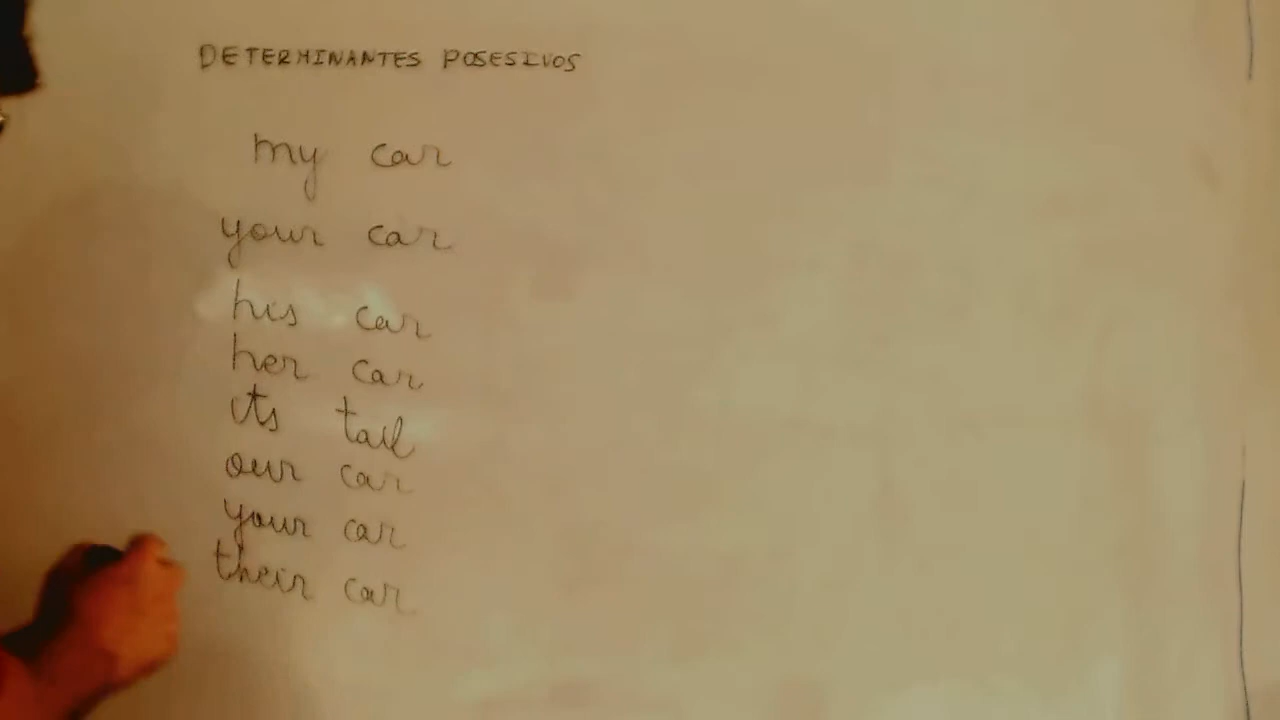 DETERMINANTES POSESIVOS
my car
your car
his car
her car
its tail
our car
your car
their car